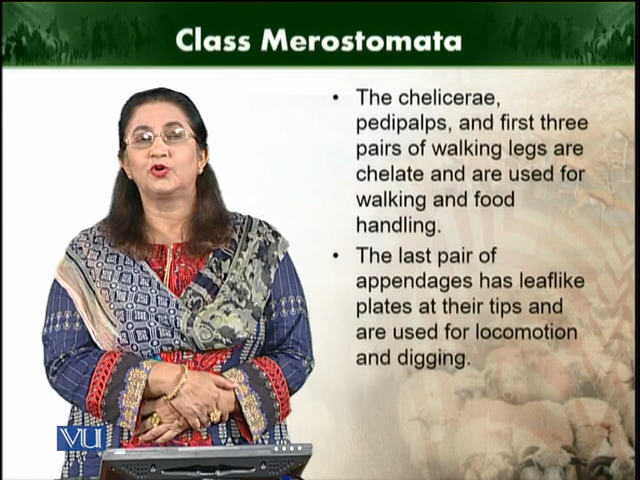 Class Merostomata
• The chelicerae,
pedipalps, and first three
pairs of walking legs are
chelate and are used for
walking and food
handling.
• The last pair of
appendages has leaflike
plates at their tips and
are used for locomotion
and digging.
VU